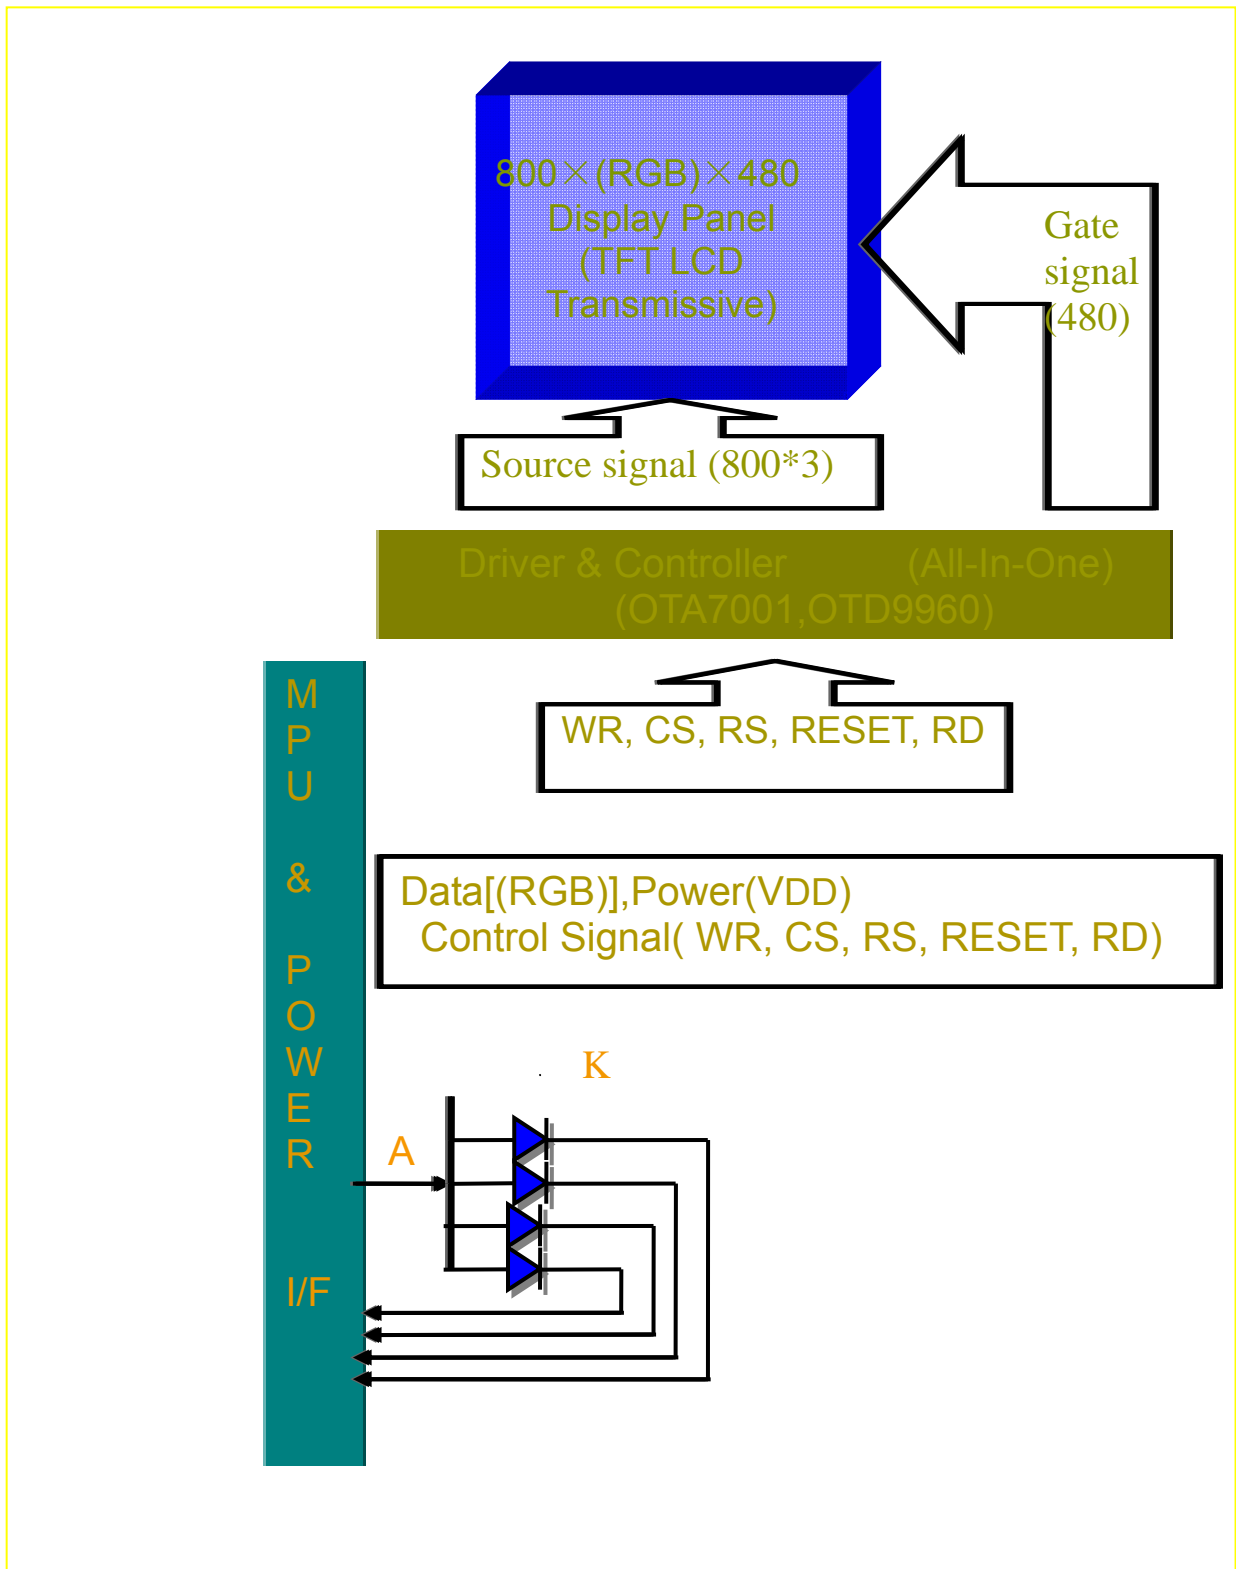 800×(RGB)×480
Display Panel
(TFT LCD
Transmissive)
Gate
signal
(480)
Source signal (800*3)
Driver & Controller (All-In-One)
(OTA7001,OTD9960)
WR, CS, RS, RESET, RD
M
P
U
&
P
O
W
E
R
I/F
Data[(RGB)],Power(VDD)
Control Signal( WR, CS, RS, RESET, RD)
K
A